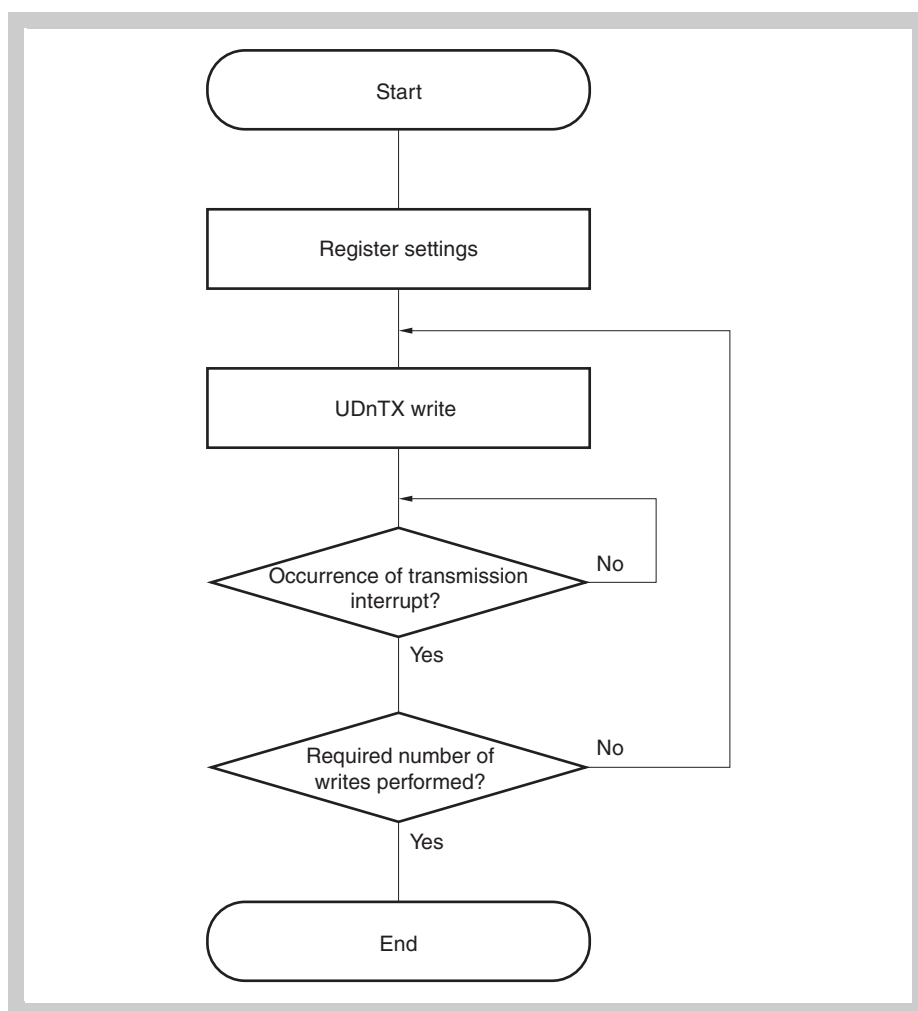 Start
Register settings
UDnTX write
Occurrence of transmission
interrupt?
No
Yes
Required number of
writes performed?
No
Yes
End